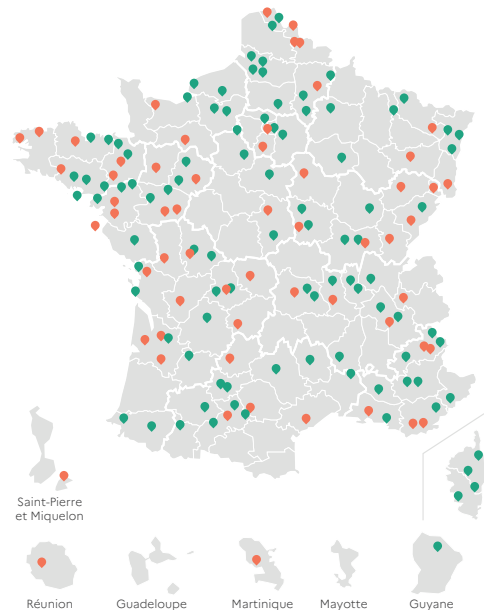 Saint-Pierre
et Miquelon
Réunion
Guadeloupe
Martinique
Mayotte
Guyane